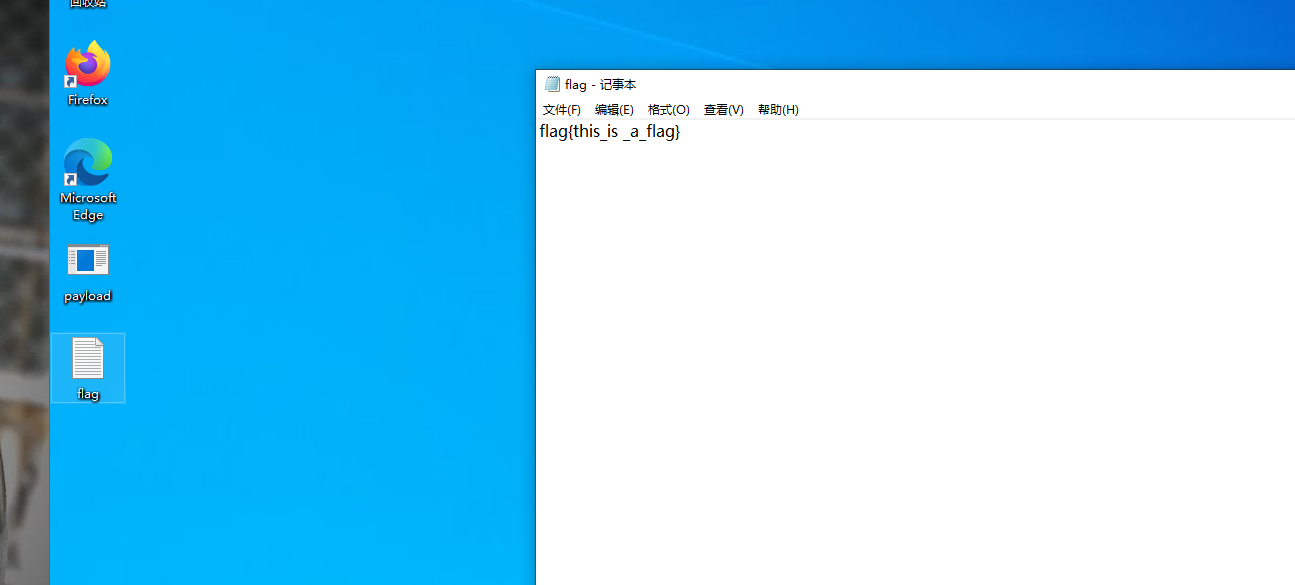 回收站
Firefox
Microsoft
Edge
payload
flag
flag - 记事本
文件(F) 编辑(E) 格式(O) 查看(V) 帮助(H)
flag{this_is _a_flag}